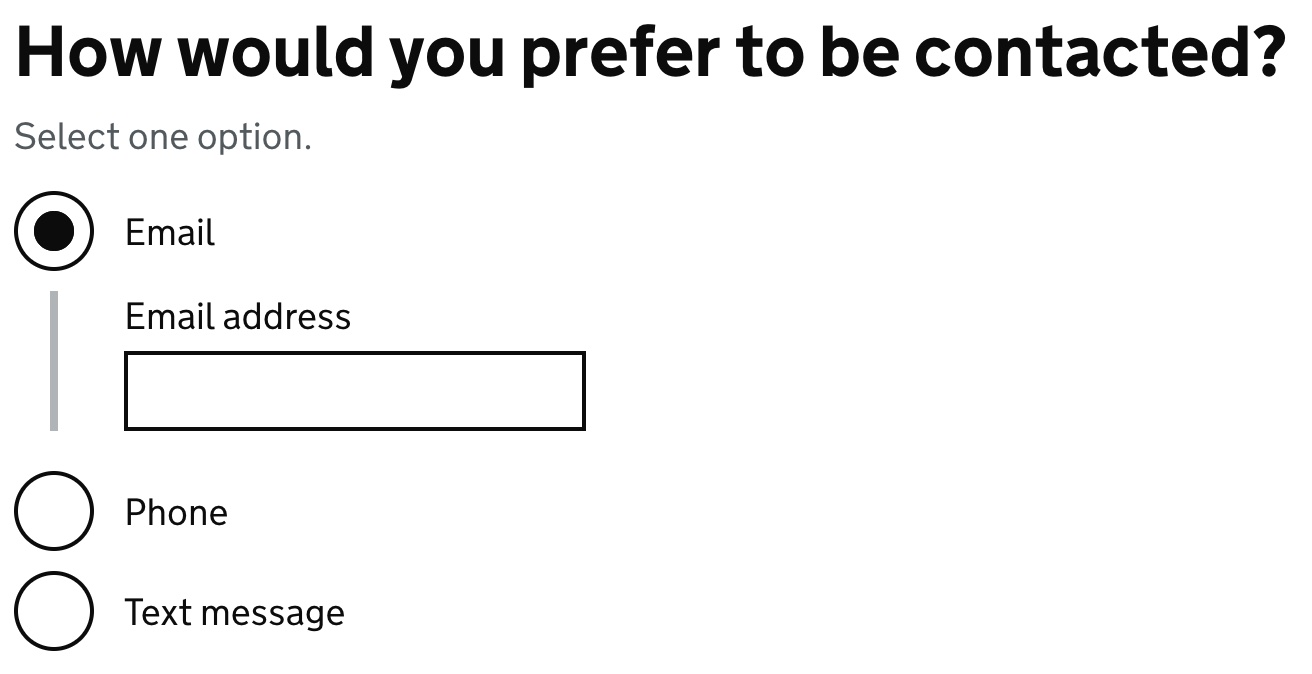 How would you prefer to be contacted?
Select one option.
Email
Email address
Phone
Text message